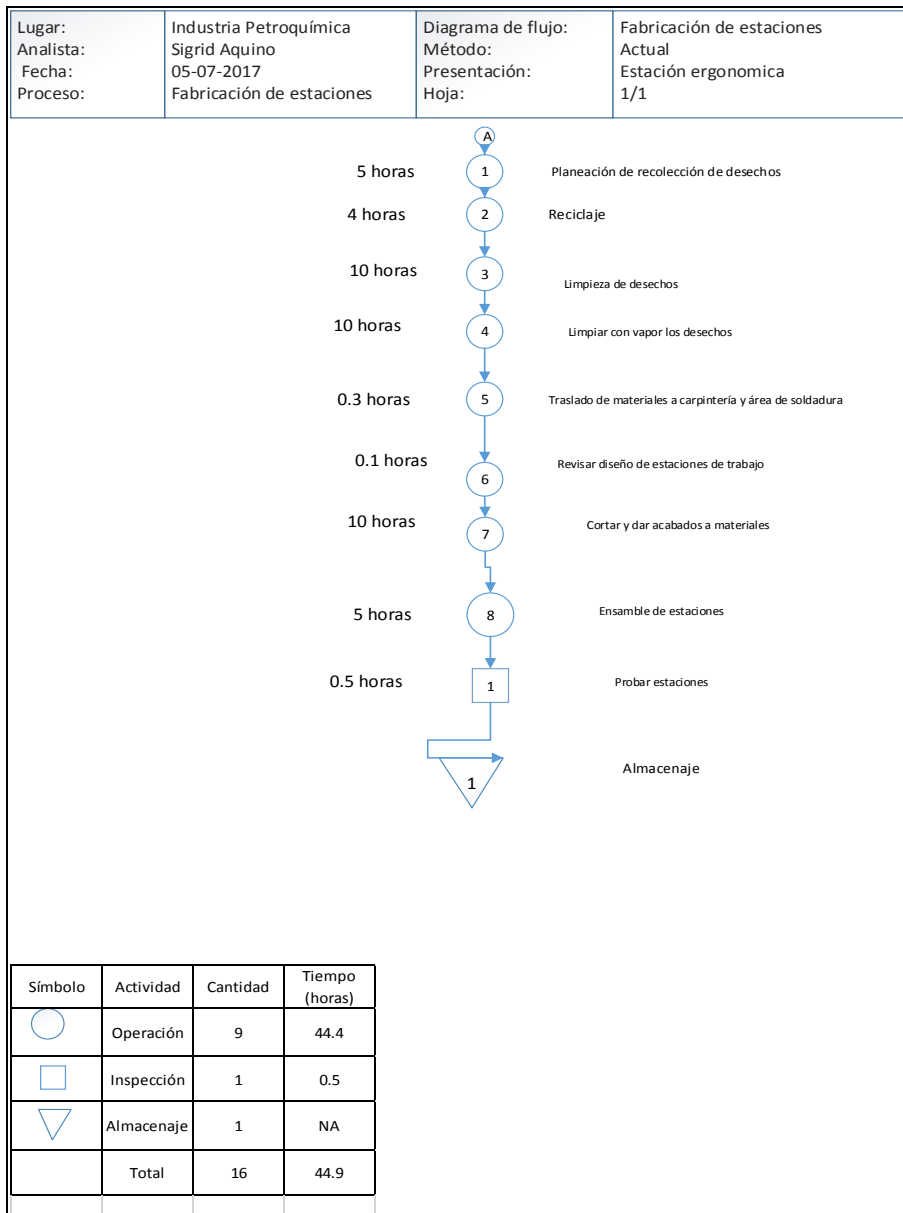 Lugar: Industria Petroquímica Diagrama de flujo: Fabricación de estaciones
Analista: Sigrid Aquino Método: Actual
Fecha: 05-07-2017 Presentación: Estación ergonomica
Proceso: Fabricación de estaciones Hoja: 1/1
A
5 horas 1 Planeación de recolección de desechos
4 horas 2 Reciclaje
10 horas 3 Limpieza de desechos
10 horas 4 Limpiar con vapor los desechos
0.3 horas 5 Traslado de materiales a carpintería y área de soldadura
0.1 horas 6 Revisar diseño de estaciones de trabajo
10 horas 7 Cortar y dar acabados a materiales
5 horas 8 Ensamble de estaciones
0.5 horas 1 Probar estaciones
1 Almacenaje
Símbolo Actividad Cantidad Tiempo
(horas)
Operación 9 44.4
Inspección 1 0.5
Almacenaje 1 NA
Total 16 44.9